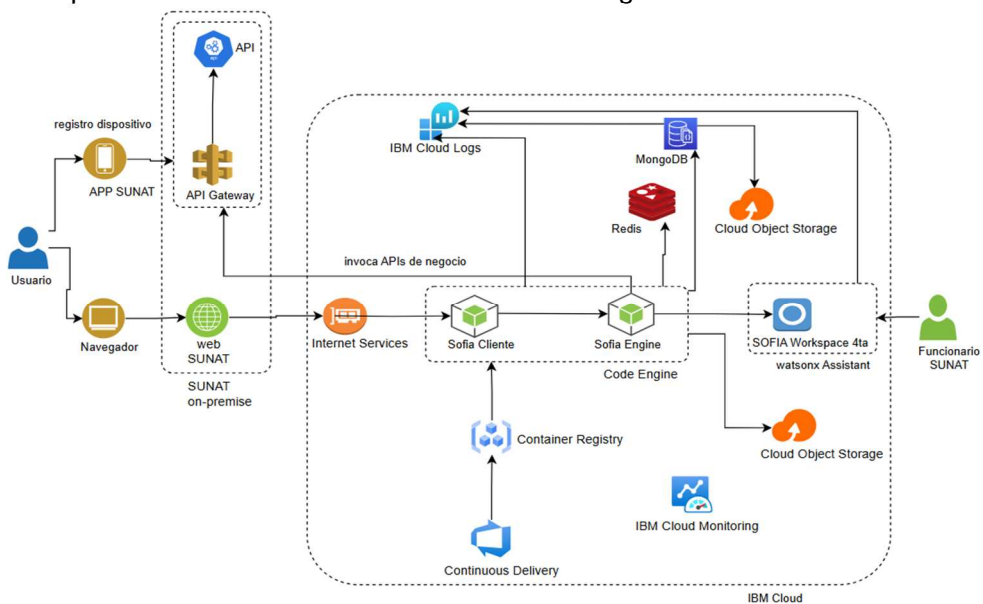 API
registro dispositivo
APP SUNAT
API Gateway
IBM Cloud Logs
MongoDB
Redis
Cloud Object Storage
Usuario
invoca APIs de negocio
Navegador
web
SUNAT
SUNAT
on-premise
Internet Services
Sofia Cliente
Sofia Engine
Code Engine
SOFIA Workspace 4ta
watsonx Assistant
Funcionario
SUNAT
Container Registry
Cloud Object Storage
IBM Cloud Monitoring
Continuous Delivery
IBM Cloud